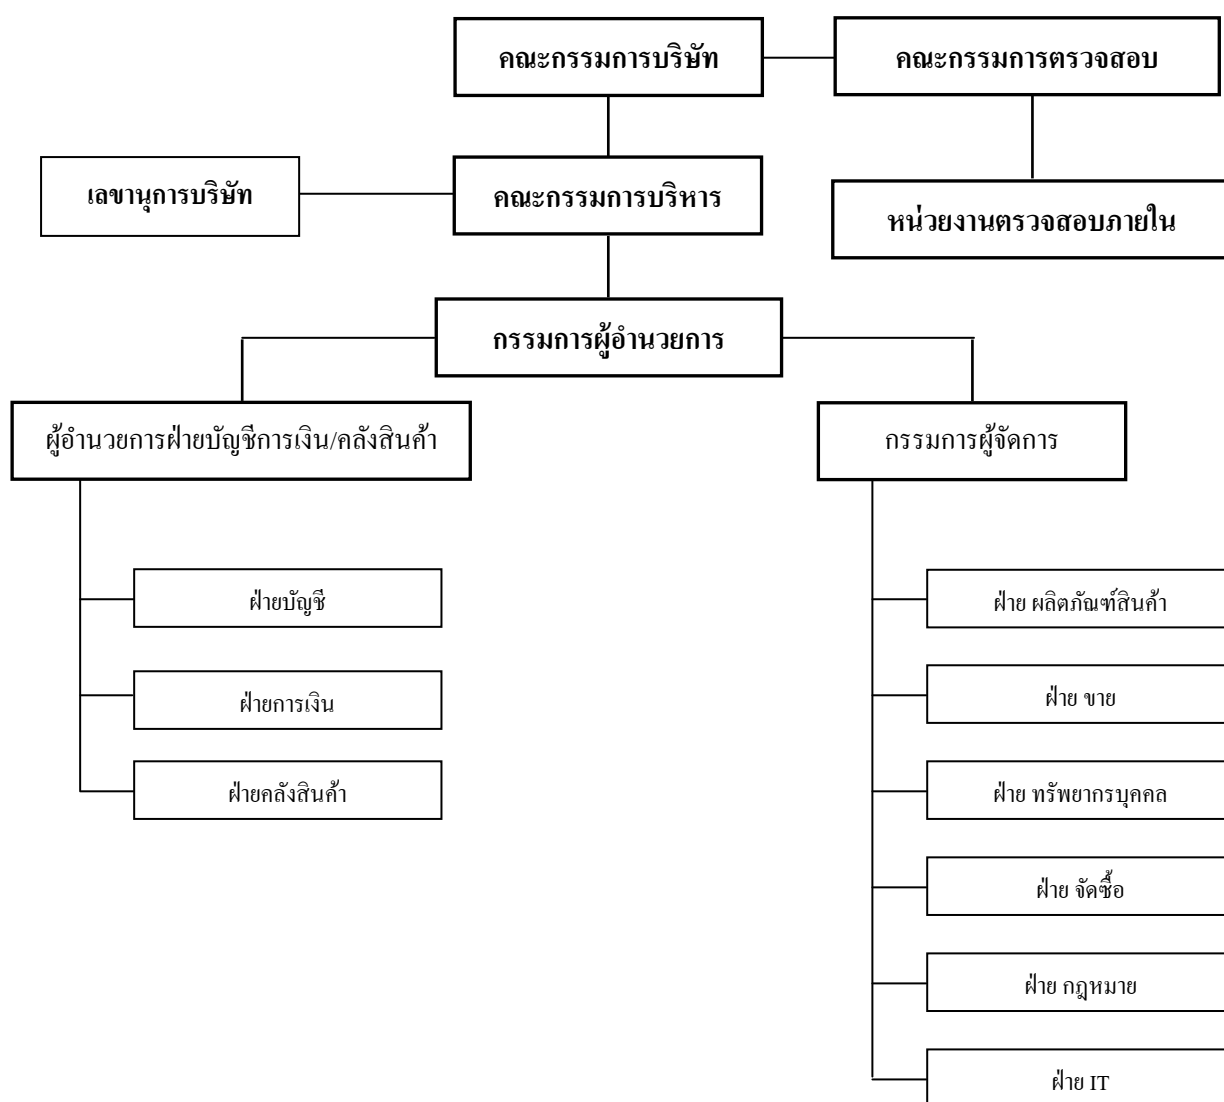 คณะกรรมการบริษัท
คณะกรรมการตรวจสอบ
เลขานุการบริษัท
คณะกรรมการบริหาร
หน่วยงานตรวจสอบภายใน
กรรมการผู้อำนวยการ
ผู้อำนวยการฝ่ายบัญชีการเงิน/คลังสินค้า
กรรมการผู้จัดการ
ฝ่ายบัญชี
ฝ่าย ผลิตภัณฑ์สินค้า
ฝ่ายการเงิน
ฝ่าย ขาย
ฝ่ายคลังสินค้า
ฝ่าย ทรัพยากรบุคคล
ฝ่าย จัดซื้อ
ฝ่าย กฎหมาย
ฝ่าย IT